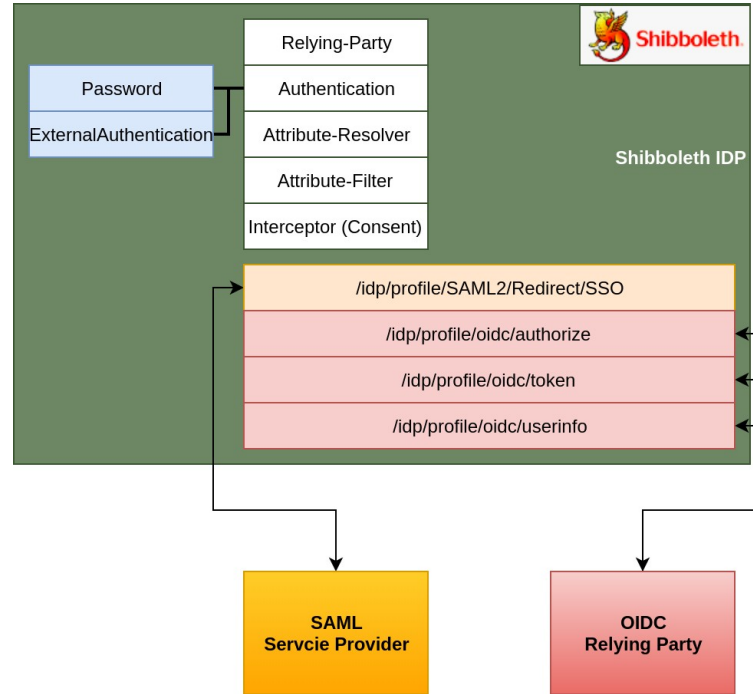 Shibboleth.
Relying-Party
Password
Authentication
ExternalAuthentication
Attribute-Resolver
Shibboleth IDP
Attribute-Filter
Interceptor (Consent)
/idp/profile/SAML2/Redirect/SSO
/idp/profile/oidc/authorize
/idp/profile/oidc/token
/idp/profile/oidc/userinfo
SAML
Servcie Provider
OIDC
Relying Party